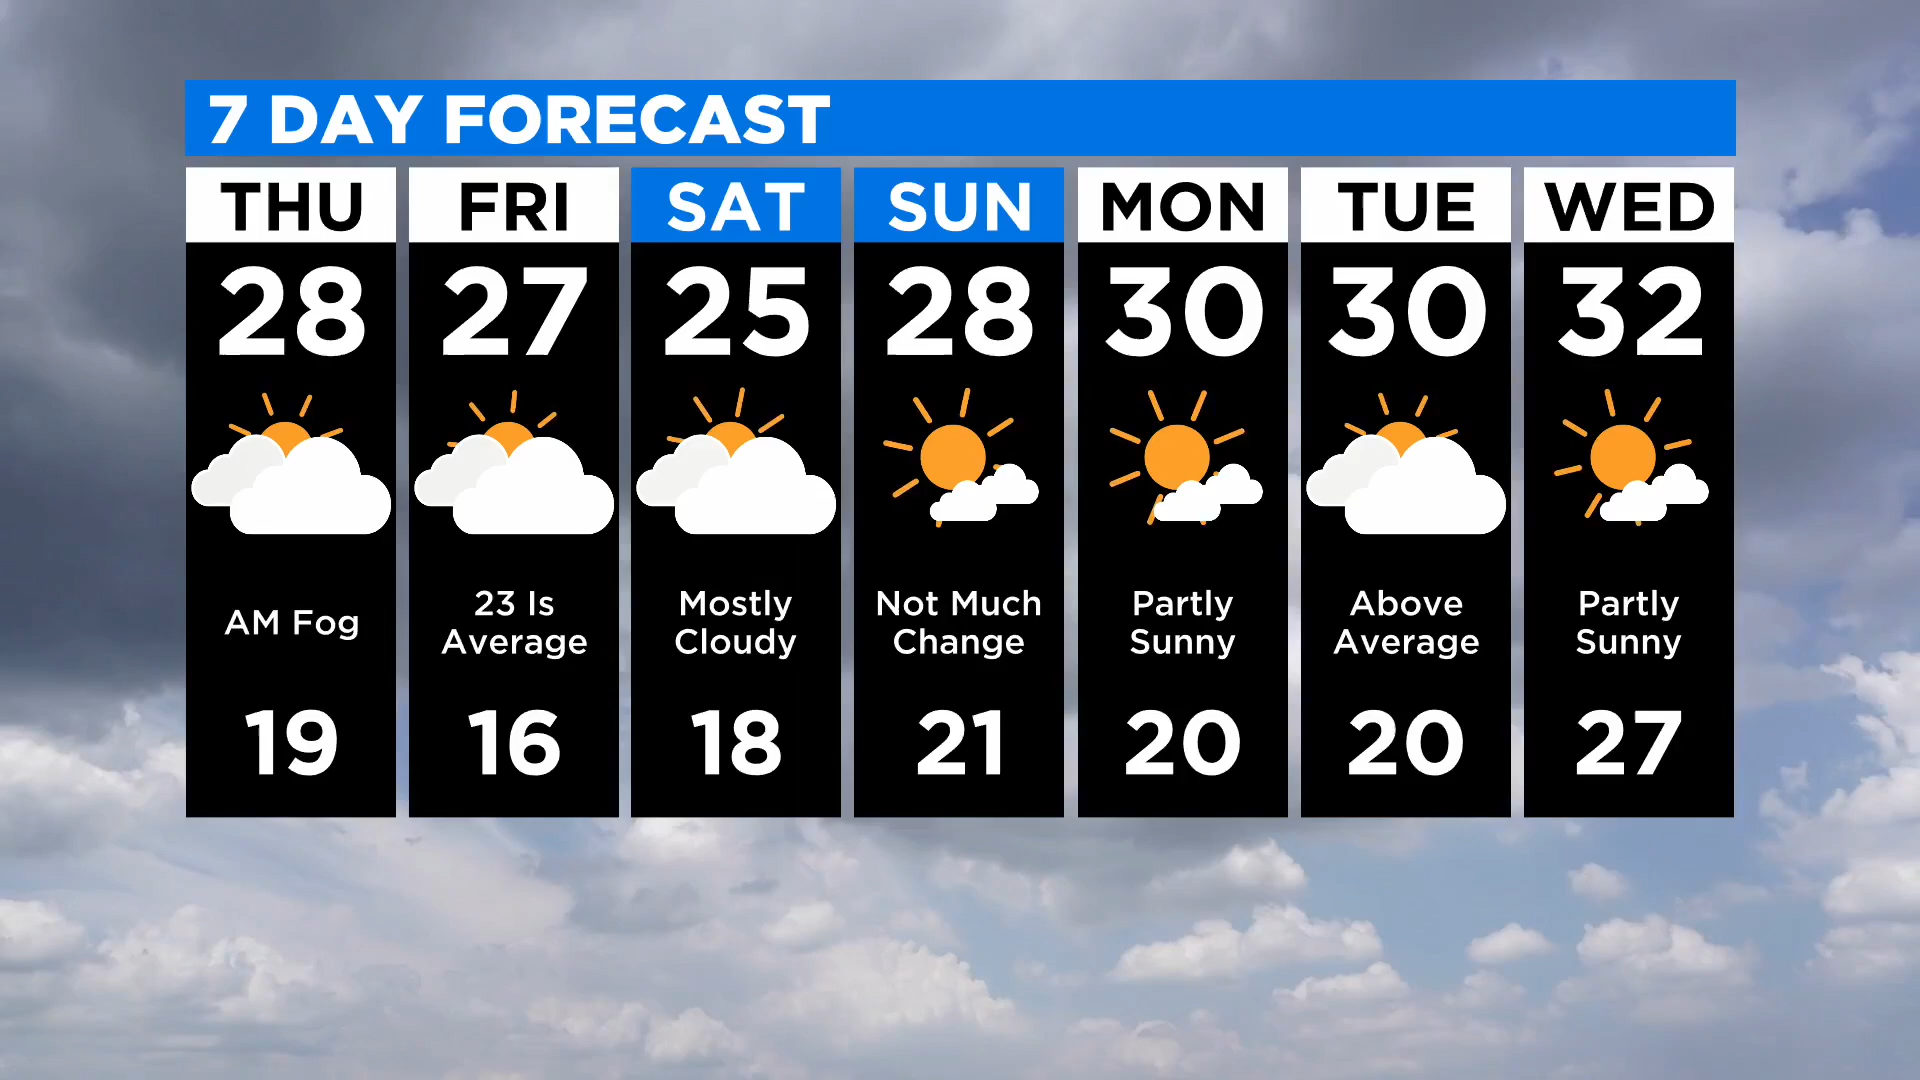 7 DAY FORECAST
THU
28
AM Fog
19
FRI
27
23 Is
Average
16
SAT
25
Mostly
Cloudy
18
SUN
28
Not Much
Change
21
MON
30
Partly
Sunny
20
TUE
30
Above
Average
20
WED
32
Partly
Sunny
27